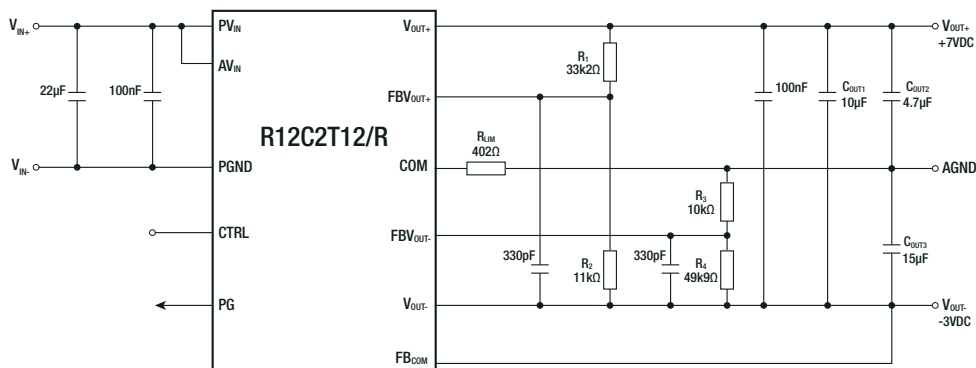 VIN+
22µF
100nF
VIN-
PVIN
AVIN
PGND
CTRL
PG
R12C2T12/R
VOUT+
FBVOUT+
COM
FBVOUT-
VOUT-
FBCOM
R1
33k2Ω
RLIM
402Ω
330pF
R2
11kΩ
330pF
R3
10kΩ
R4
49k9Ω
100nF
COUT1
10µF
COUT2
4.7µF
COUT3
15µF
VOUT+
+7VDC
AGND
VOUT-
-3VDC